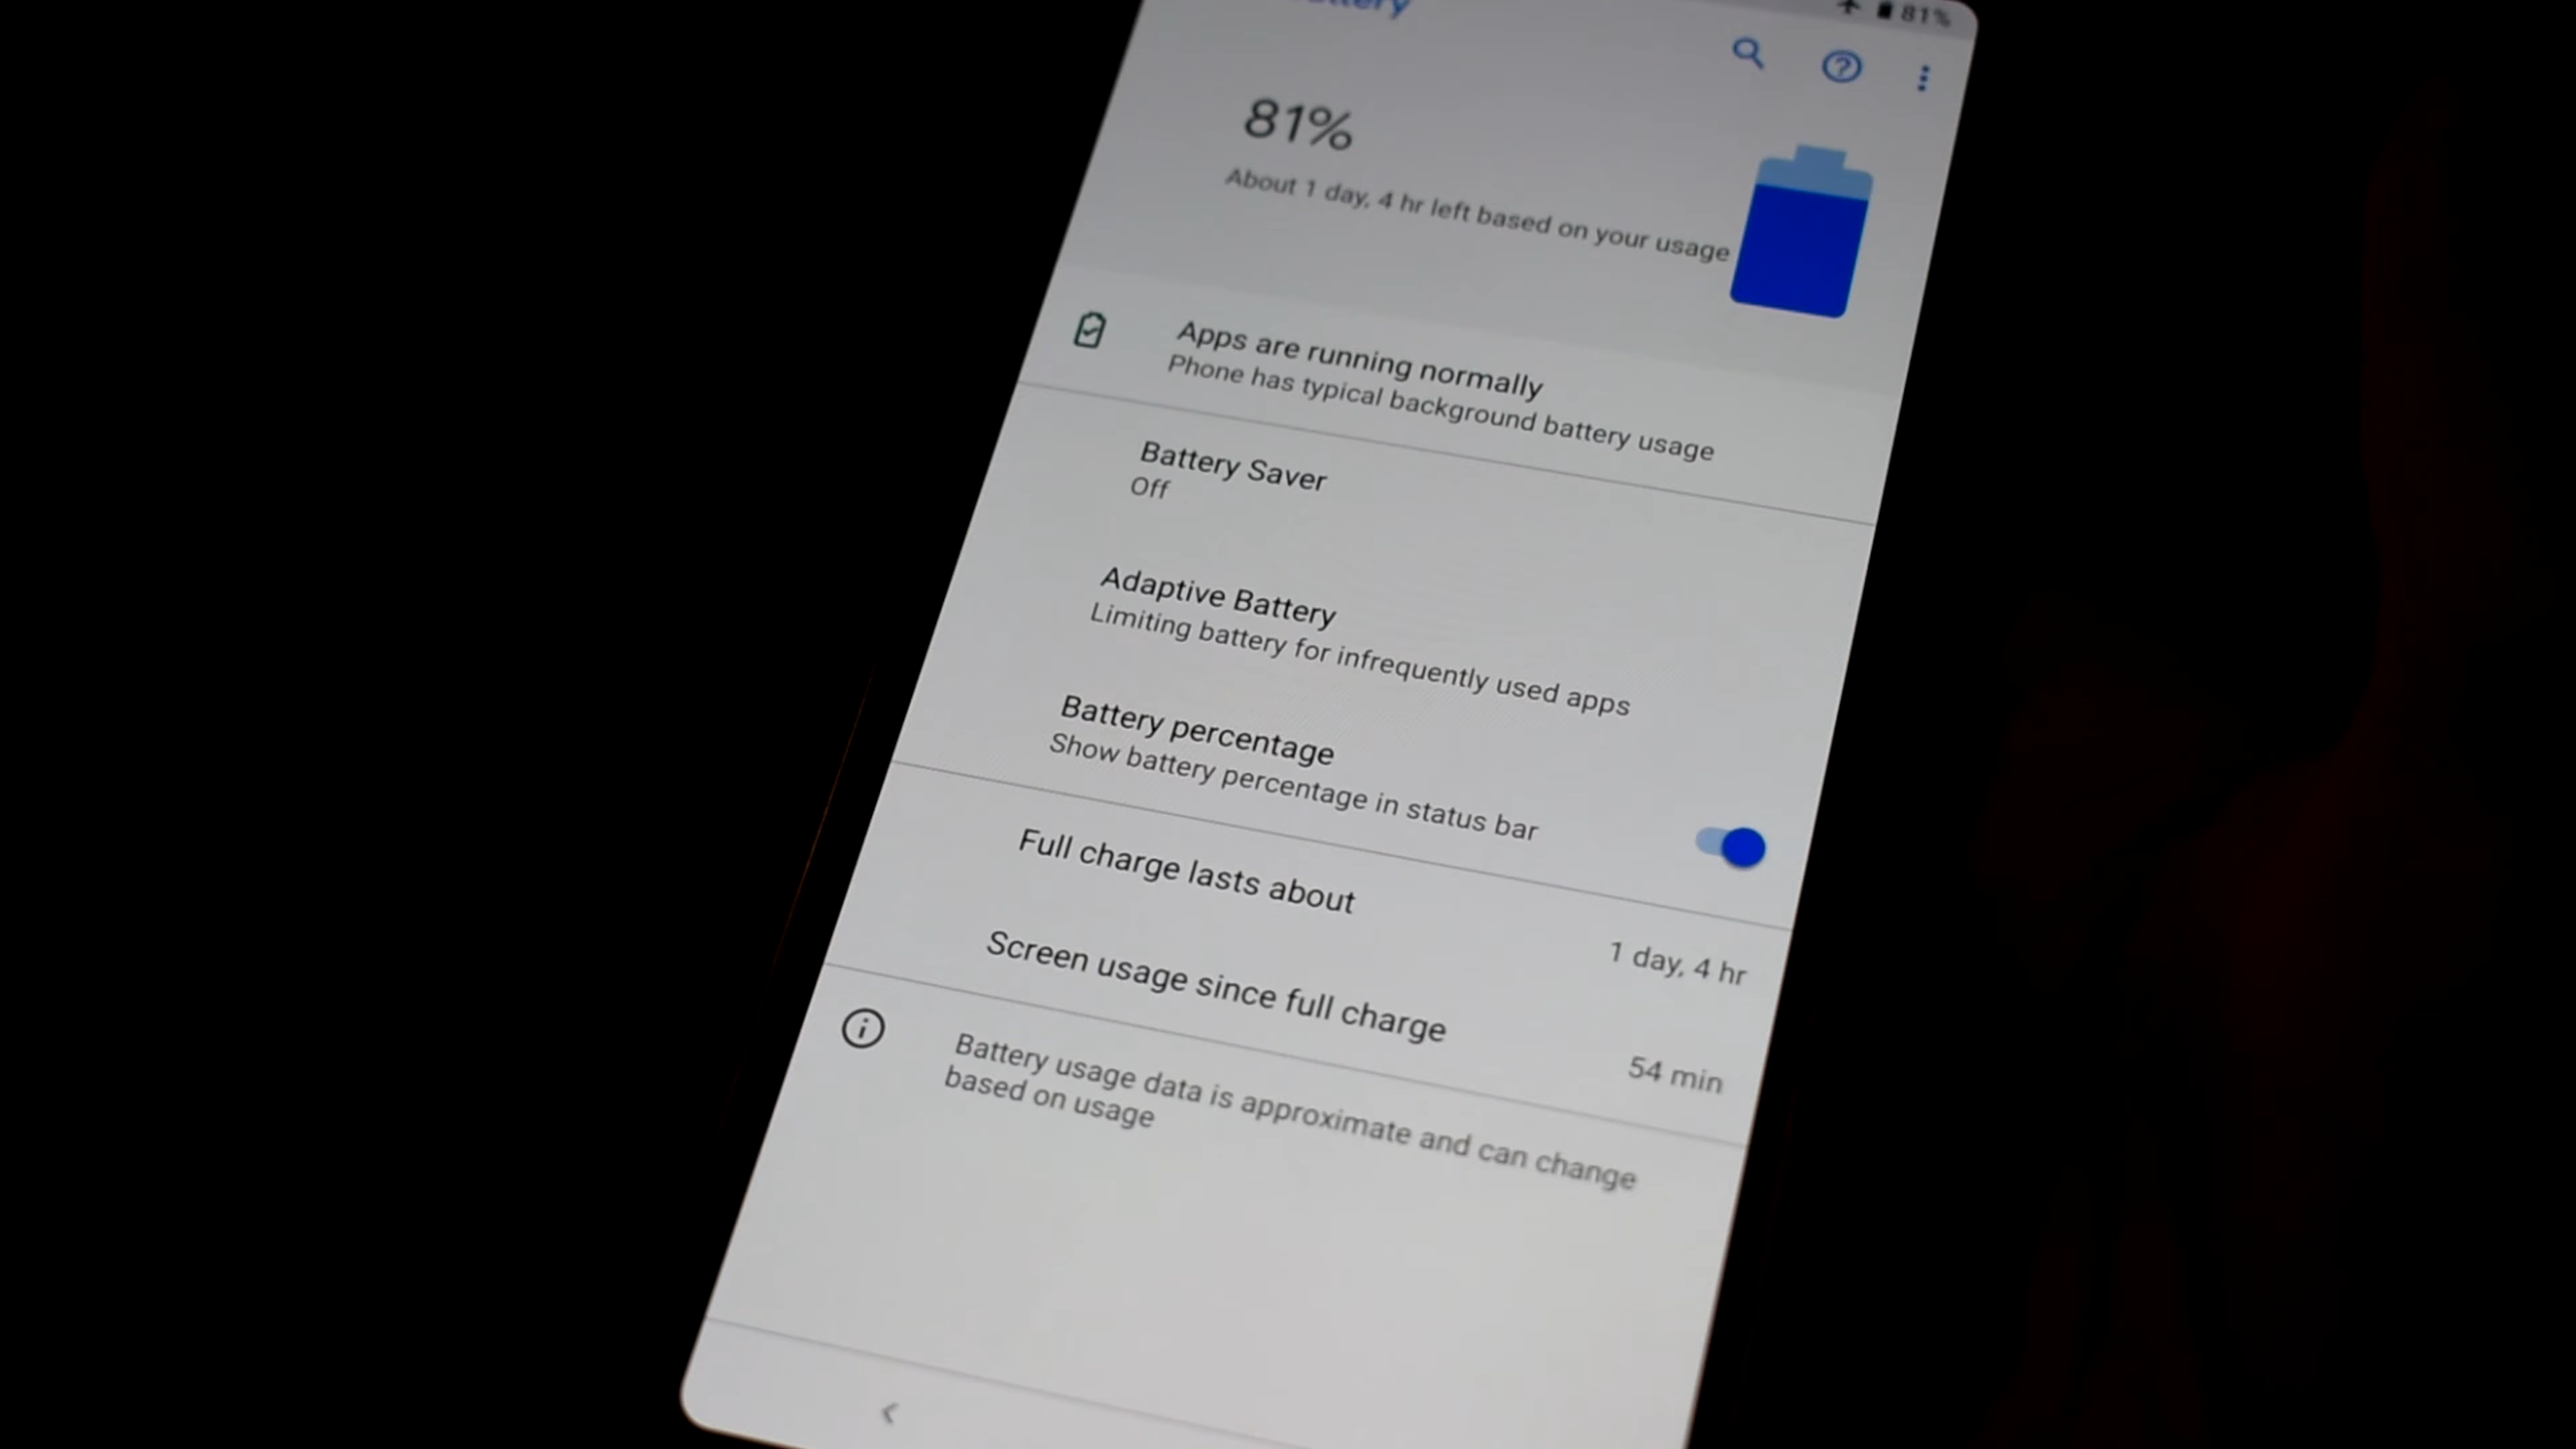 81%
81%
About 1 day, 4 hr left based on your usage
Apps are running normally
Phone has typical background battery usage
Battery Saver
Off
Adaptive Battery
Limiting battery for infrequently used apps
Battery percentage
Show battery percentage in status bar
Full charge lasts about
1 day, 4 hr
Screen usage since full charge
54 min
Battery usage data is approximate and can change
based on usage